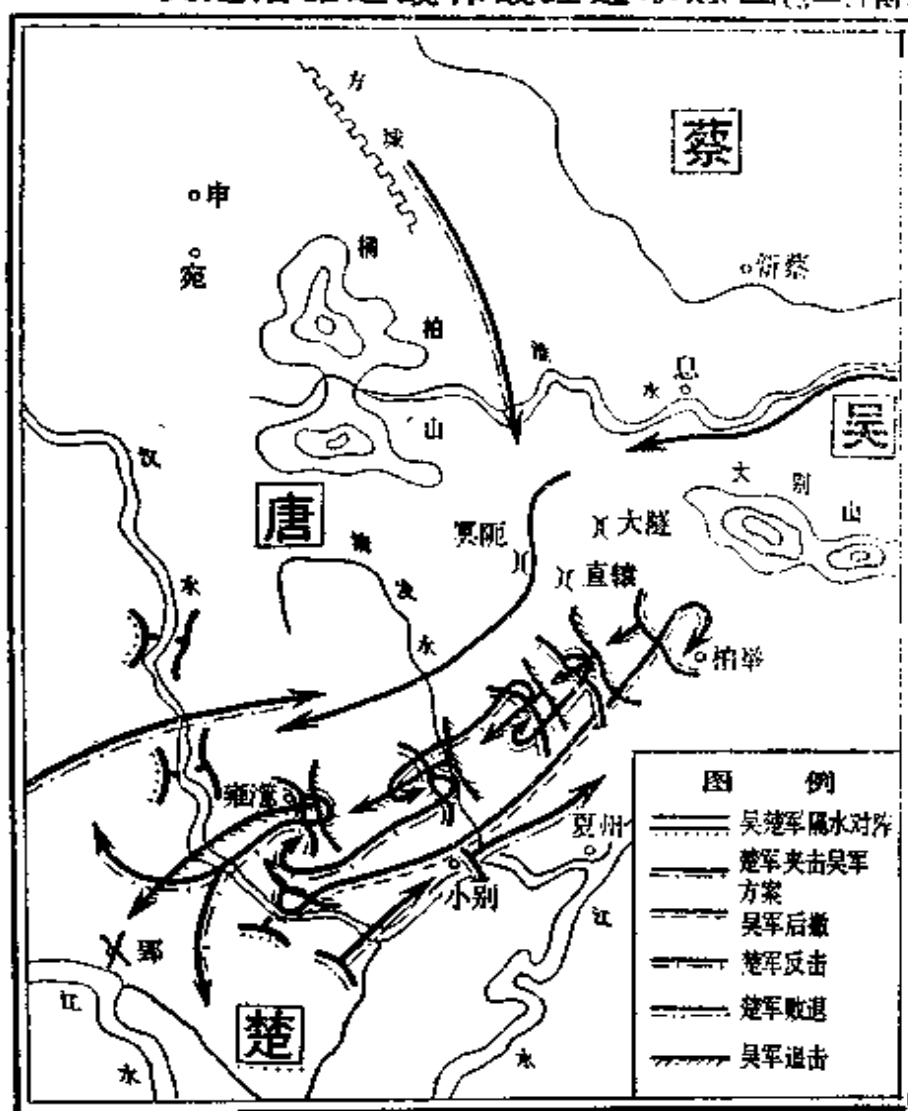 方
城
蔡
申
宛
桐
柏
山
新蔡
淮
水
息
吴
大
别
山
汉
水
唐
冥阨
大隧
直辕
水
柏举
雍澨
夏州
小别
郢
江
水
楚
江
水
图 例
吴楚军隔水对阵
楚军夹击吴军
方案
吴军后撤
楚军反击
楚军败退
吴军追击